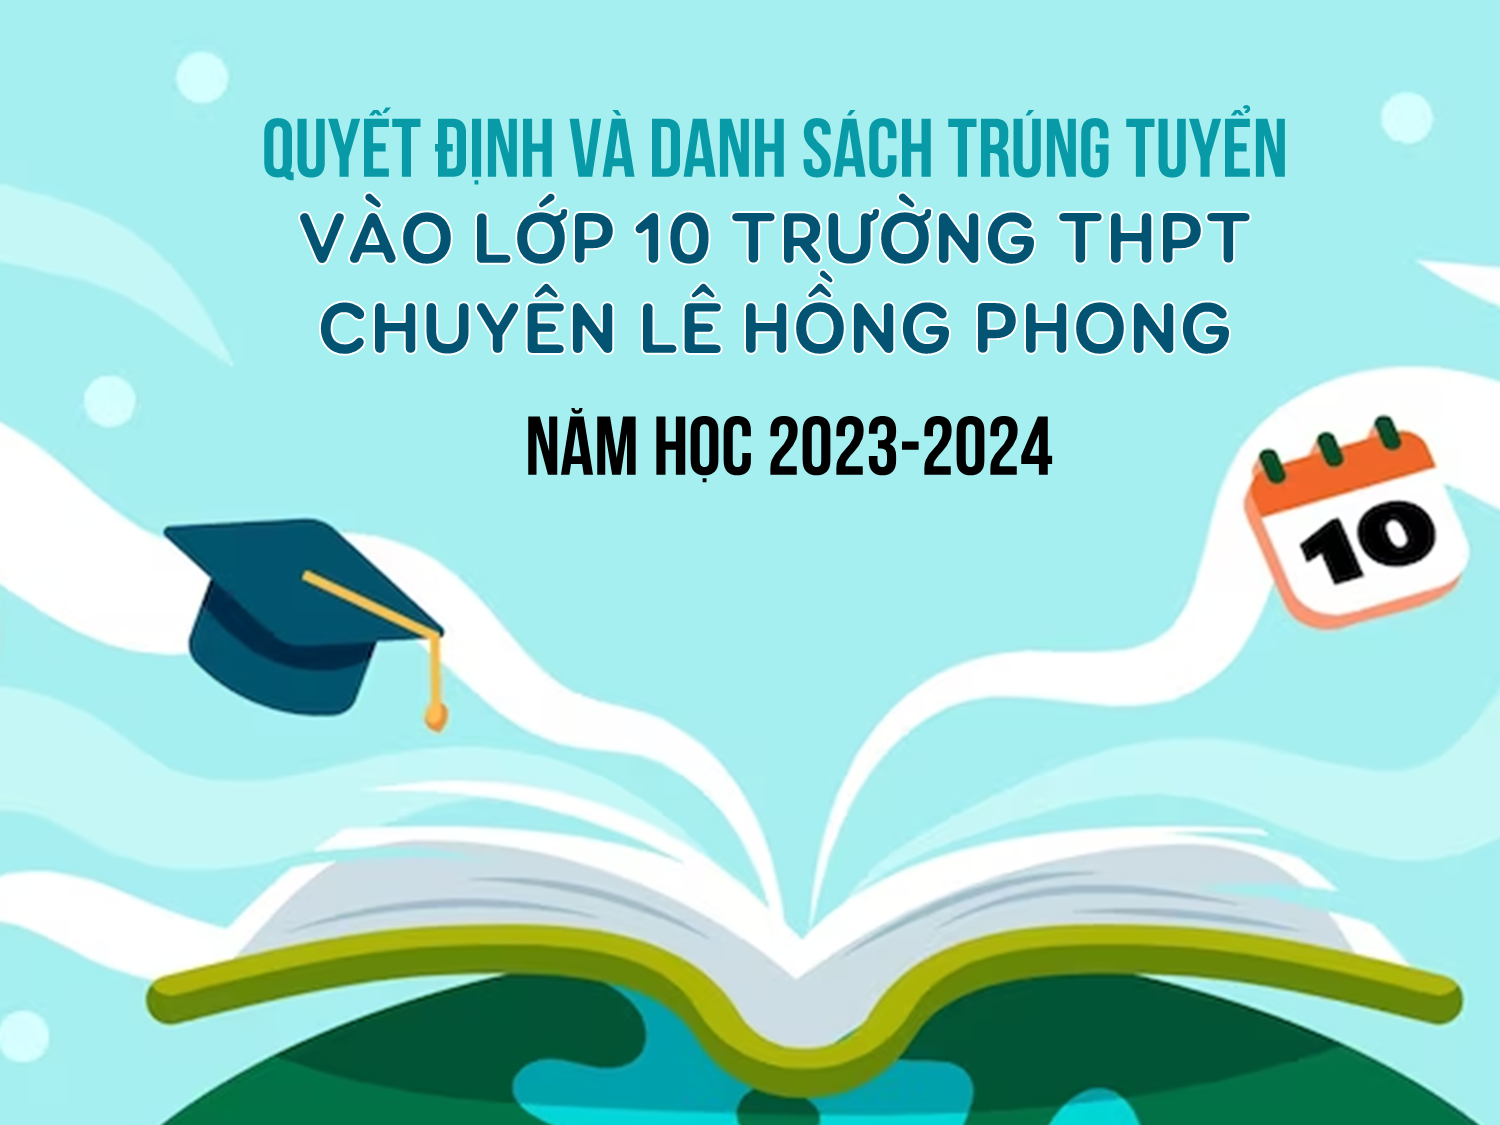 QUYẾT ĐỊNH VÀ DANH SÁCH TRÚNG TUYỂN
VÀO LỚP 10 TRƯỜNG THPT
CHUYÊN LÊ HỒNG PHONG
NĂM HỌC 2023-2024
10